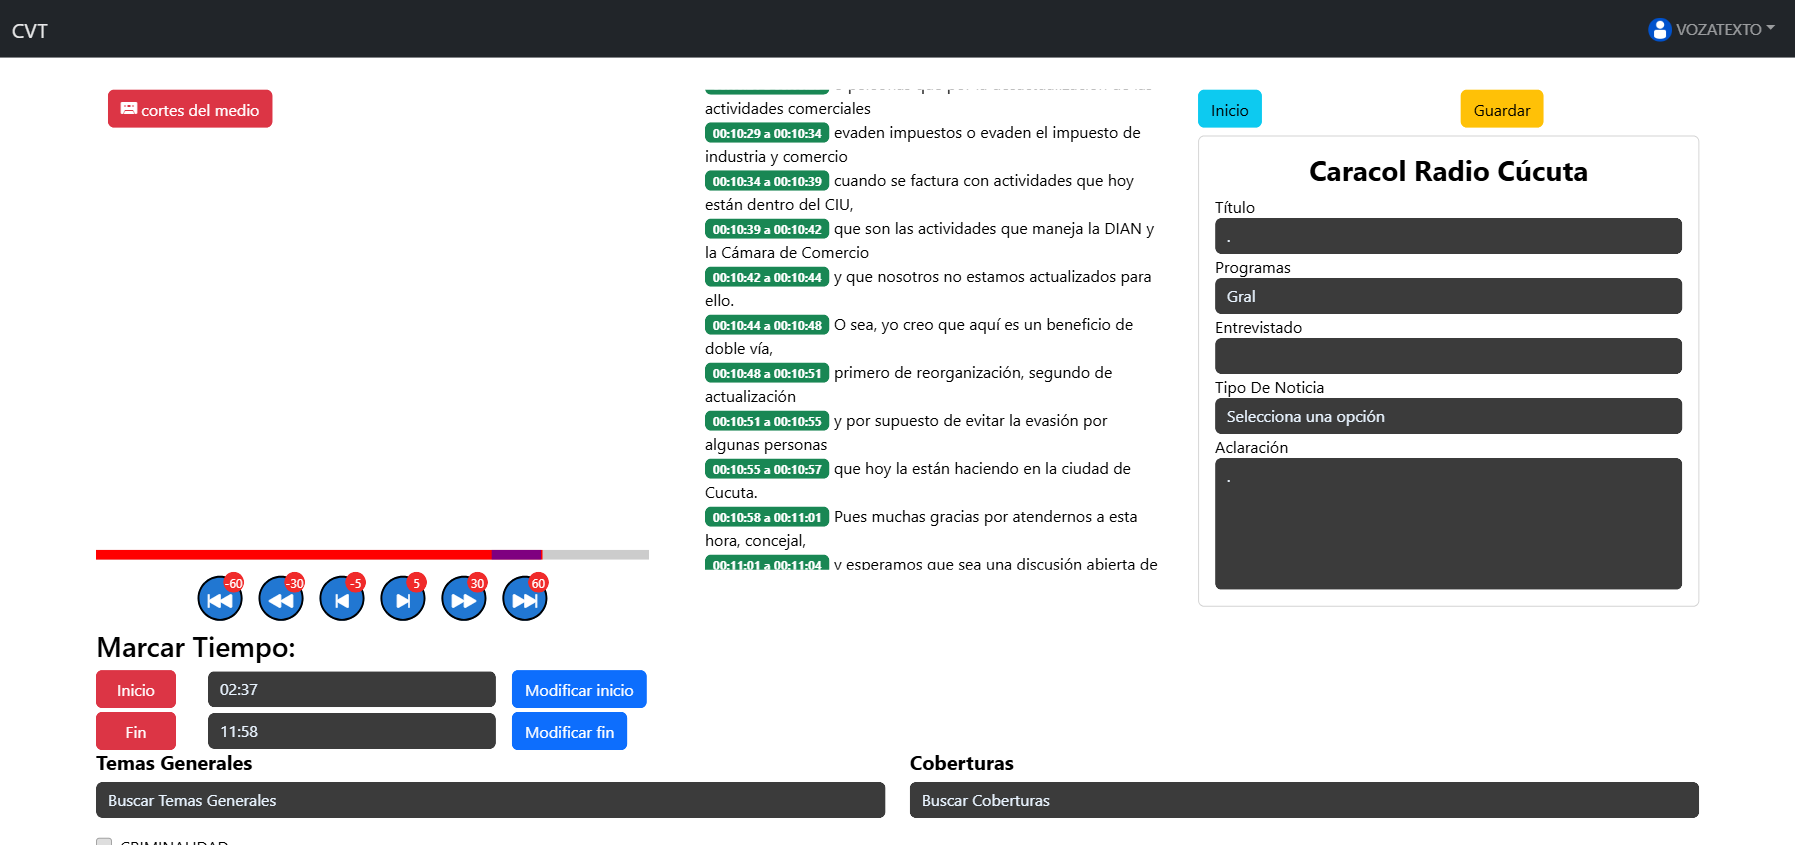 CVT
VOZATEXTO
cortes del medio
actividades comerciales
00:10:29 a 00:10:34 evaden impuestos o evaden el impuesto de
industria y comercio
00:10:34 a 00:10:39 cuando se factura con actividades que hoy
están dentro del CIU,
00:10:39 a 00:10:42 que son las actividades que maneja la DIAN y
la Cámara de Comercio
00:10:42 a 00:10:44 y que nosotros no estamos actualizados para
ello.
00:10:44 a 00:10:48 O sea, yo creo que aquí es un beneficio de
doble vía,
00:10:48 a 00:10:51 primero de reorganización, segundo de
actualización
00:10:51 a 00:10:55 y por supuesto de evitar la evasión por
algunas personas
00:10:55 a 00:10:57 que hoy la están haciendo en la ciudad de
Cucuta.
00:10:58 a 00:11:01 Pues muchas gracias por atendernos a esta
hora, concejal,
00:11:01 a 00:11:04 y esperamos que sea una discusión abierta de
Inicio
Guardar
Caracol Radio Cúcuta
Título
.
Programas
Gral
Entrevistado
Tipo De Noticia
Selecciona una opción
Aclaración
.
-60 -30 -5 5 30 60
Marcar Tiempo:
Inicio 02:37 Modificar inicio
Fin 11:58 Modificar fin
Temas Generales
Buscar Temas Generales
Coberturas
Buscar Coberturas
CRIMINALIDAD